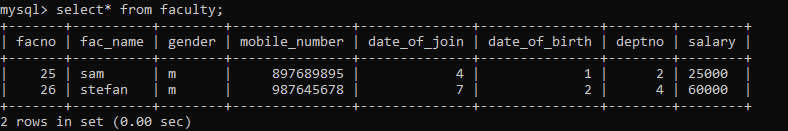 mysql> select* from faculty;
+-------+----------+--------+---------------+--------------+---------------+--------+--------+
| facno | fac_name | gender | mobile_number | date_of_join | date_of_birth | deptno | salary |
+-------+----------+--------+---------------+--------------+---------------+--------+--------+
|    25 | sam      | m      |     897689895 |            4 |             1 |      2 | 25000  |
|    26 | stefan   | m      |     987645678 |            7 |             2 |      4 | 60000  |
+-------+----------+--------+---------------+--------------+---------------+--------+--------+
2 rows in set (0.00 sec)